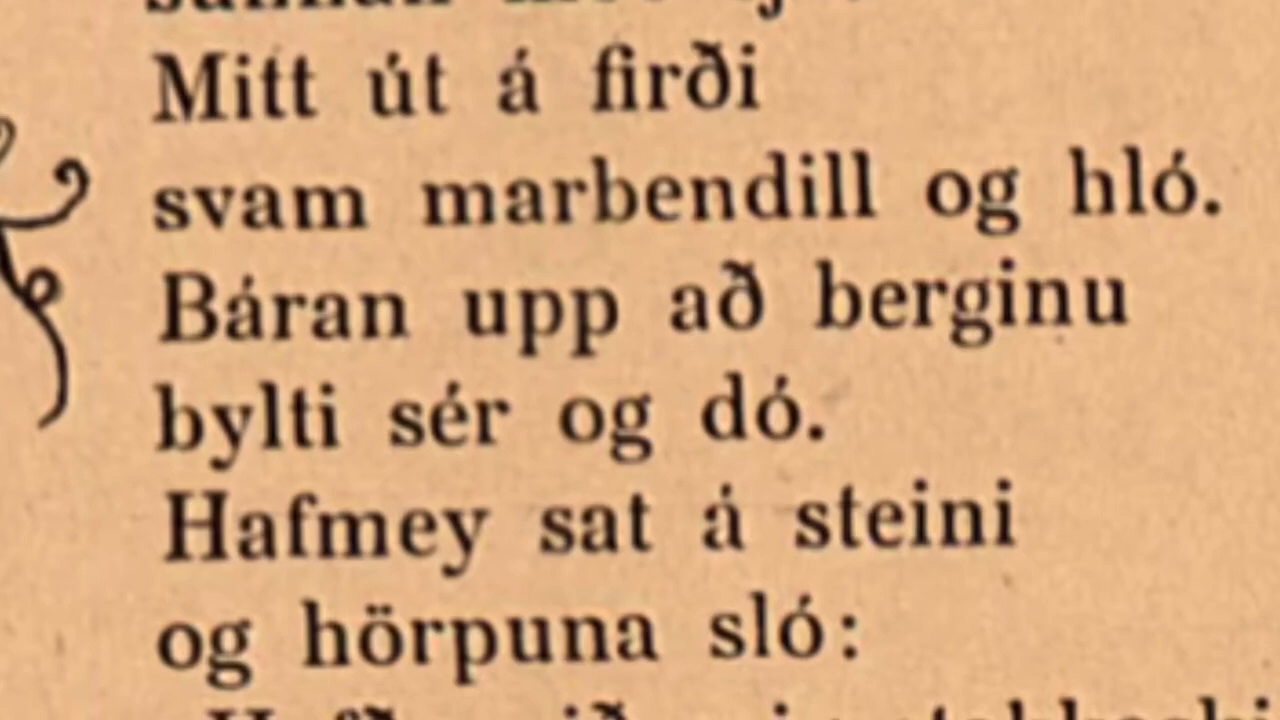 Mitt út á firði
svam marbendill og hló.
Báran upp að berginu
bylti sér og dó.
Hafmey sat á steini
og hörpuna sló: